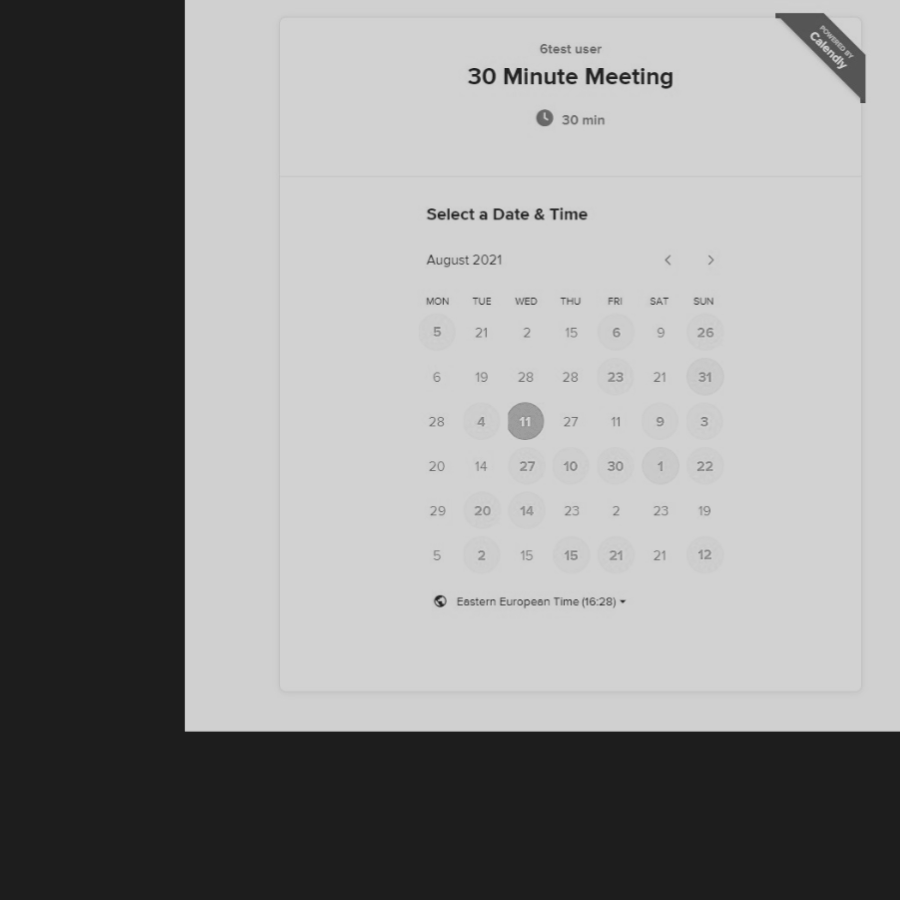 POWERED BY
Calendly
6test user
30 Minute Meeting
30 min
Select a Date & Time
August 2021
MON TUE WED THU FRI SAT SUN
5 21 2 15 6 9 26
6 19 28 28 23 21 31
28 4 11 27 11 9 3
20 14 27 10 30 1 22
29 20 14 23 2 23 19
5 2 15 15 21 21 12
Eastern European Time (16:28)